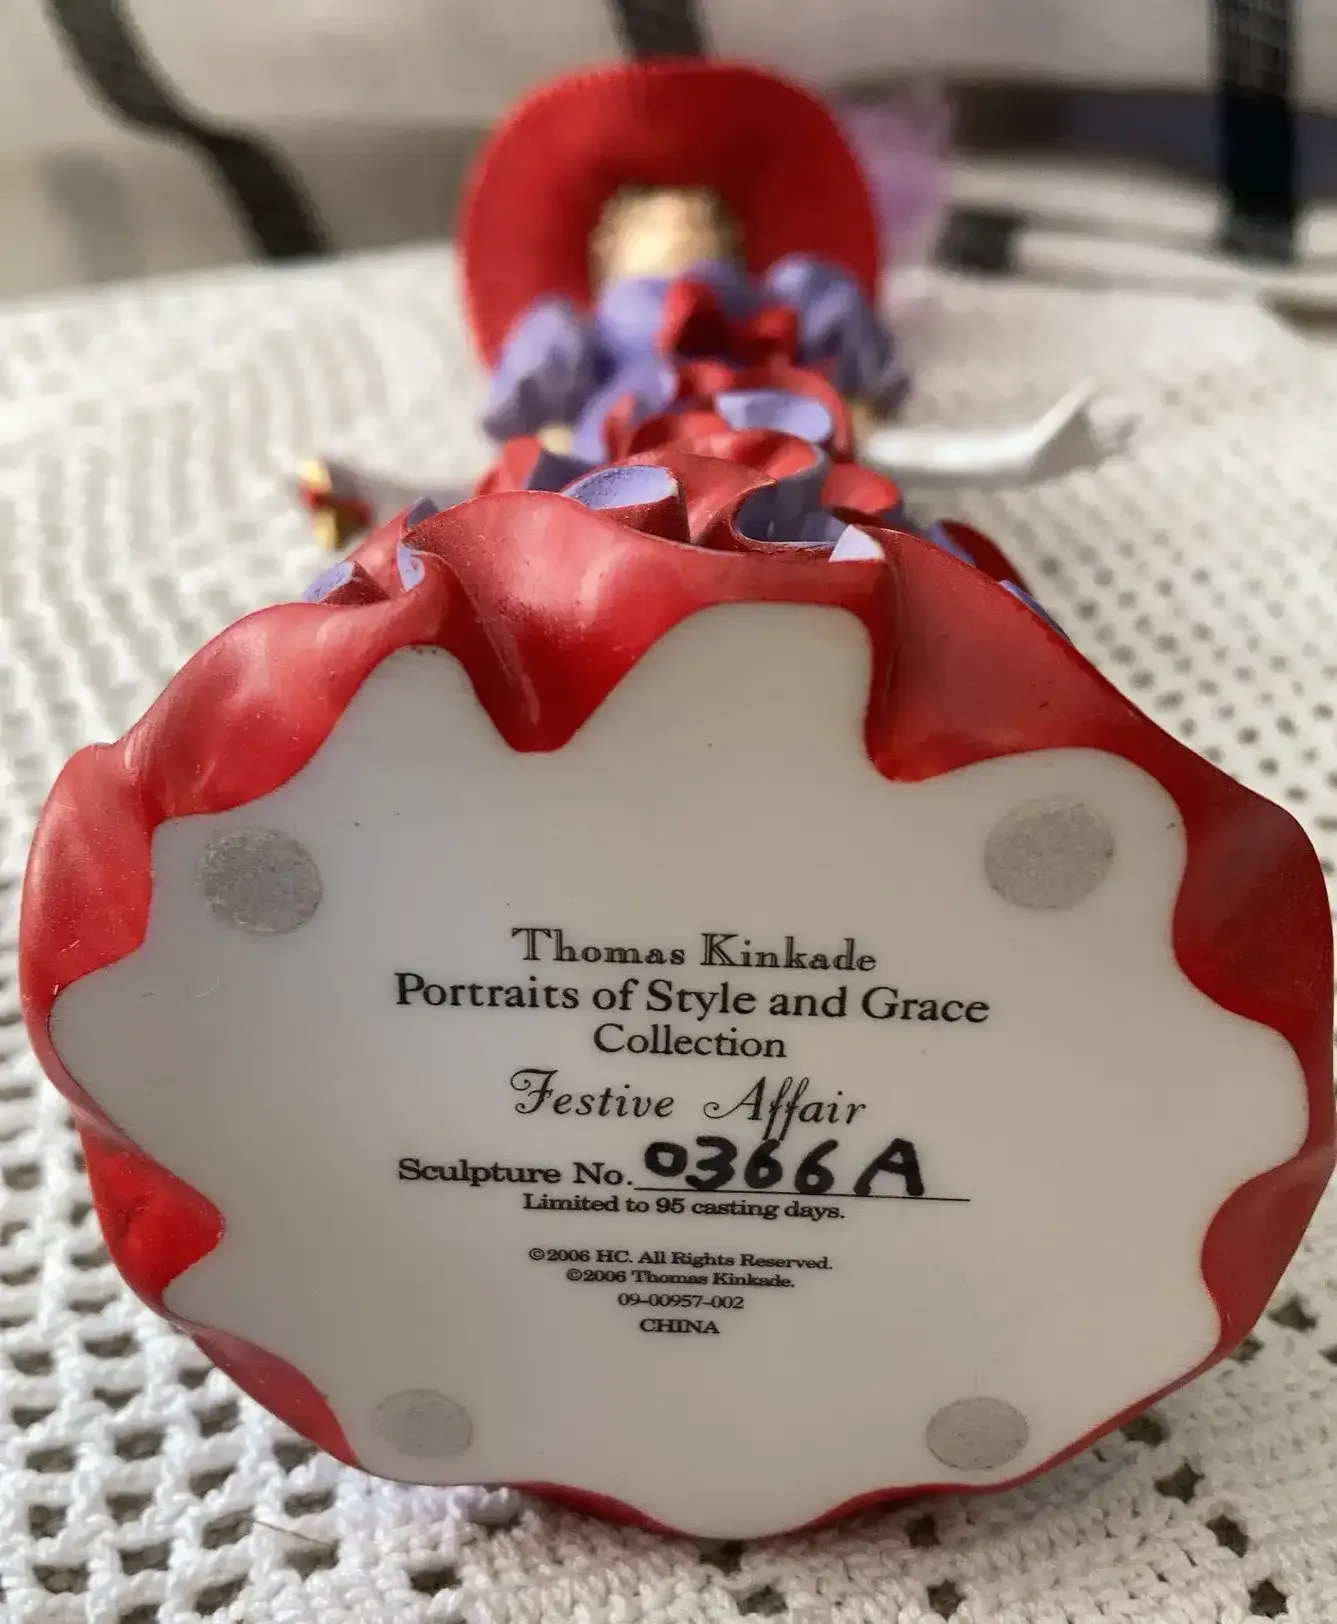 Thomas Kinkade
Portraits of Style and Grace
Collection
Festive Affair
Sculpture No. 0366A
Limited to 95 casting days.
©2006 HC. All Rights Reserved.
©2006 Thomas Kinkade.
09-00957-002
CHINA